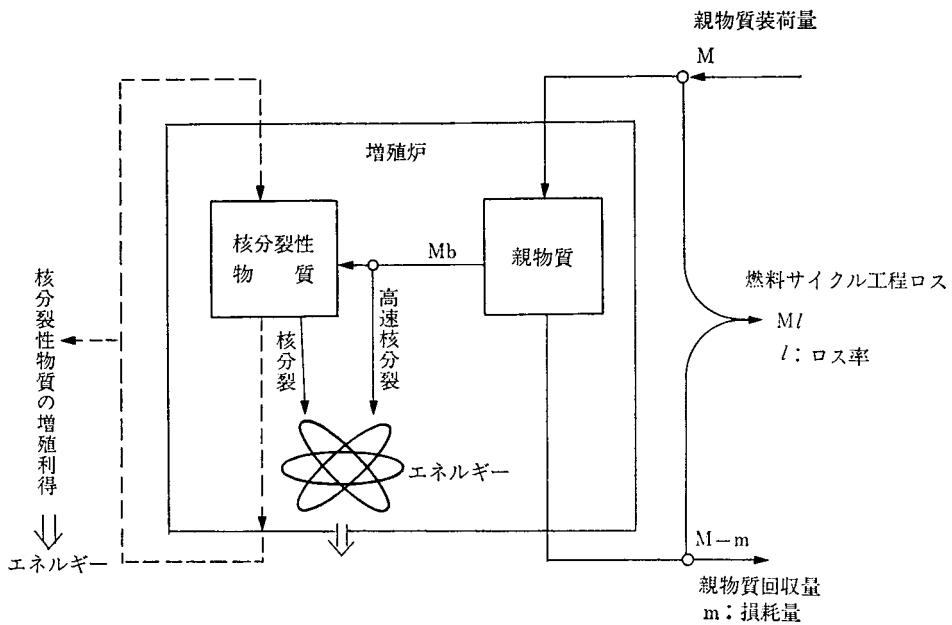 親物質装荷量
M
増殖炉
核分裂性
物質
Mb
親物質
高速核分裂
核分裂
エネルギー
核分裂性物質の増殖利得
エネルギー
燃料サイクル工程ロス
Ml
l：ロス率
M－m
親物質回収量
m：損耗量